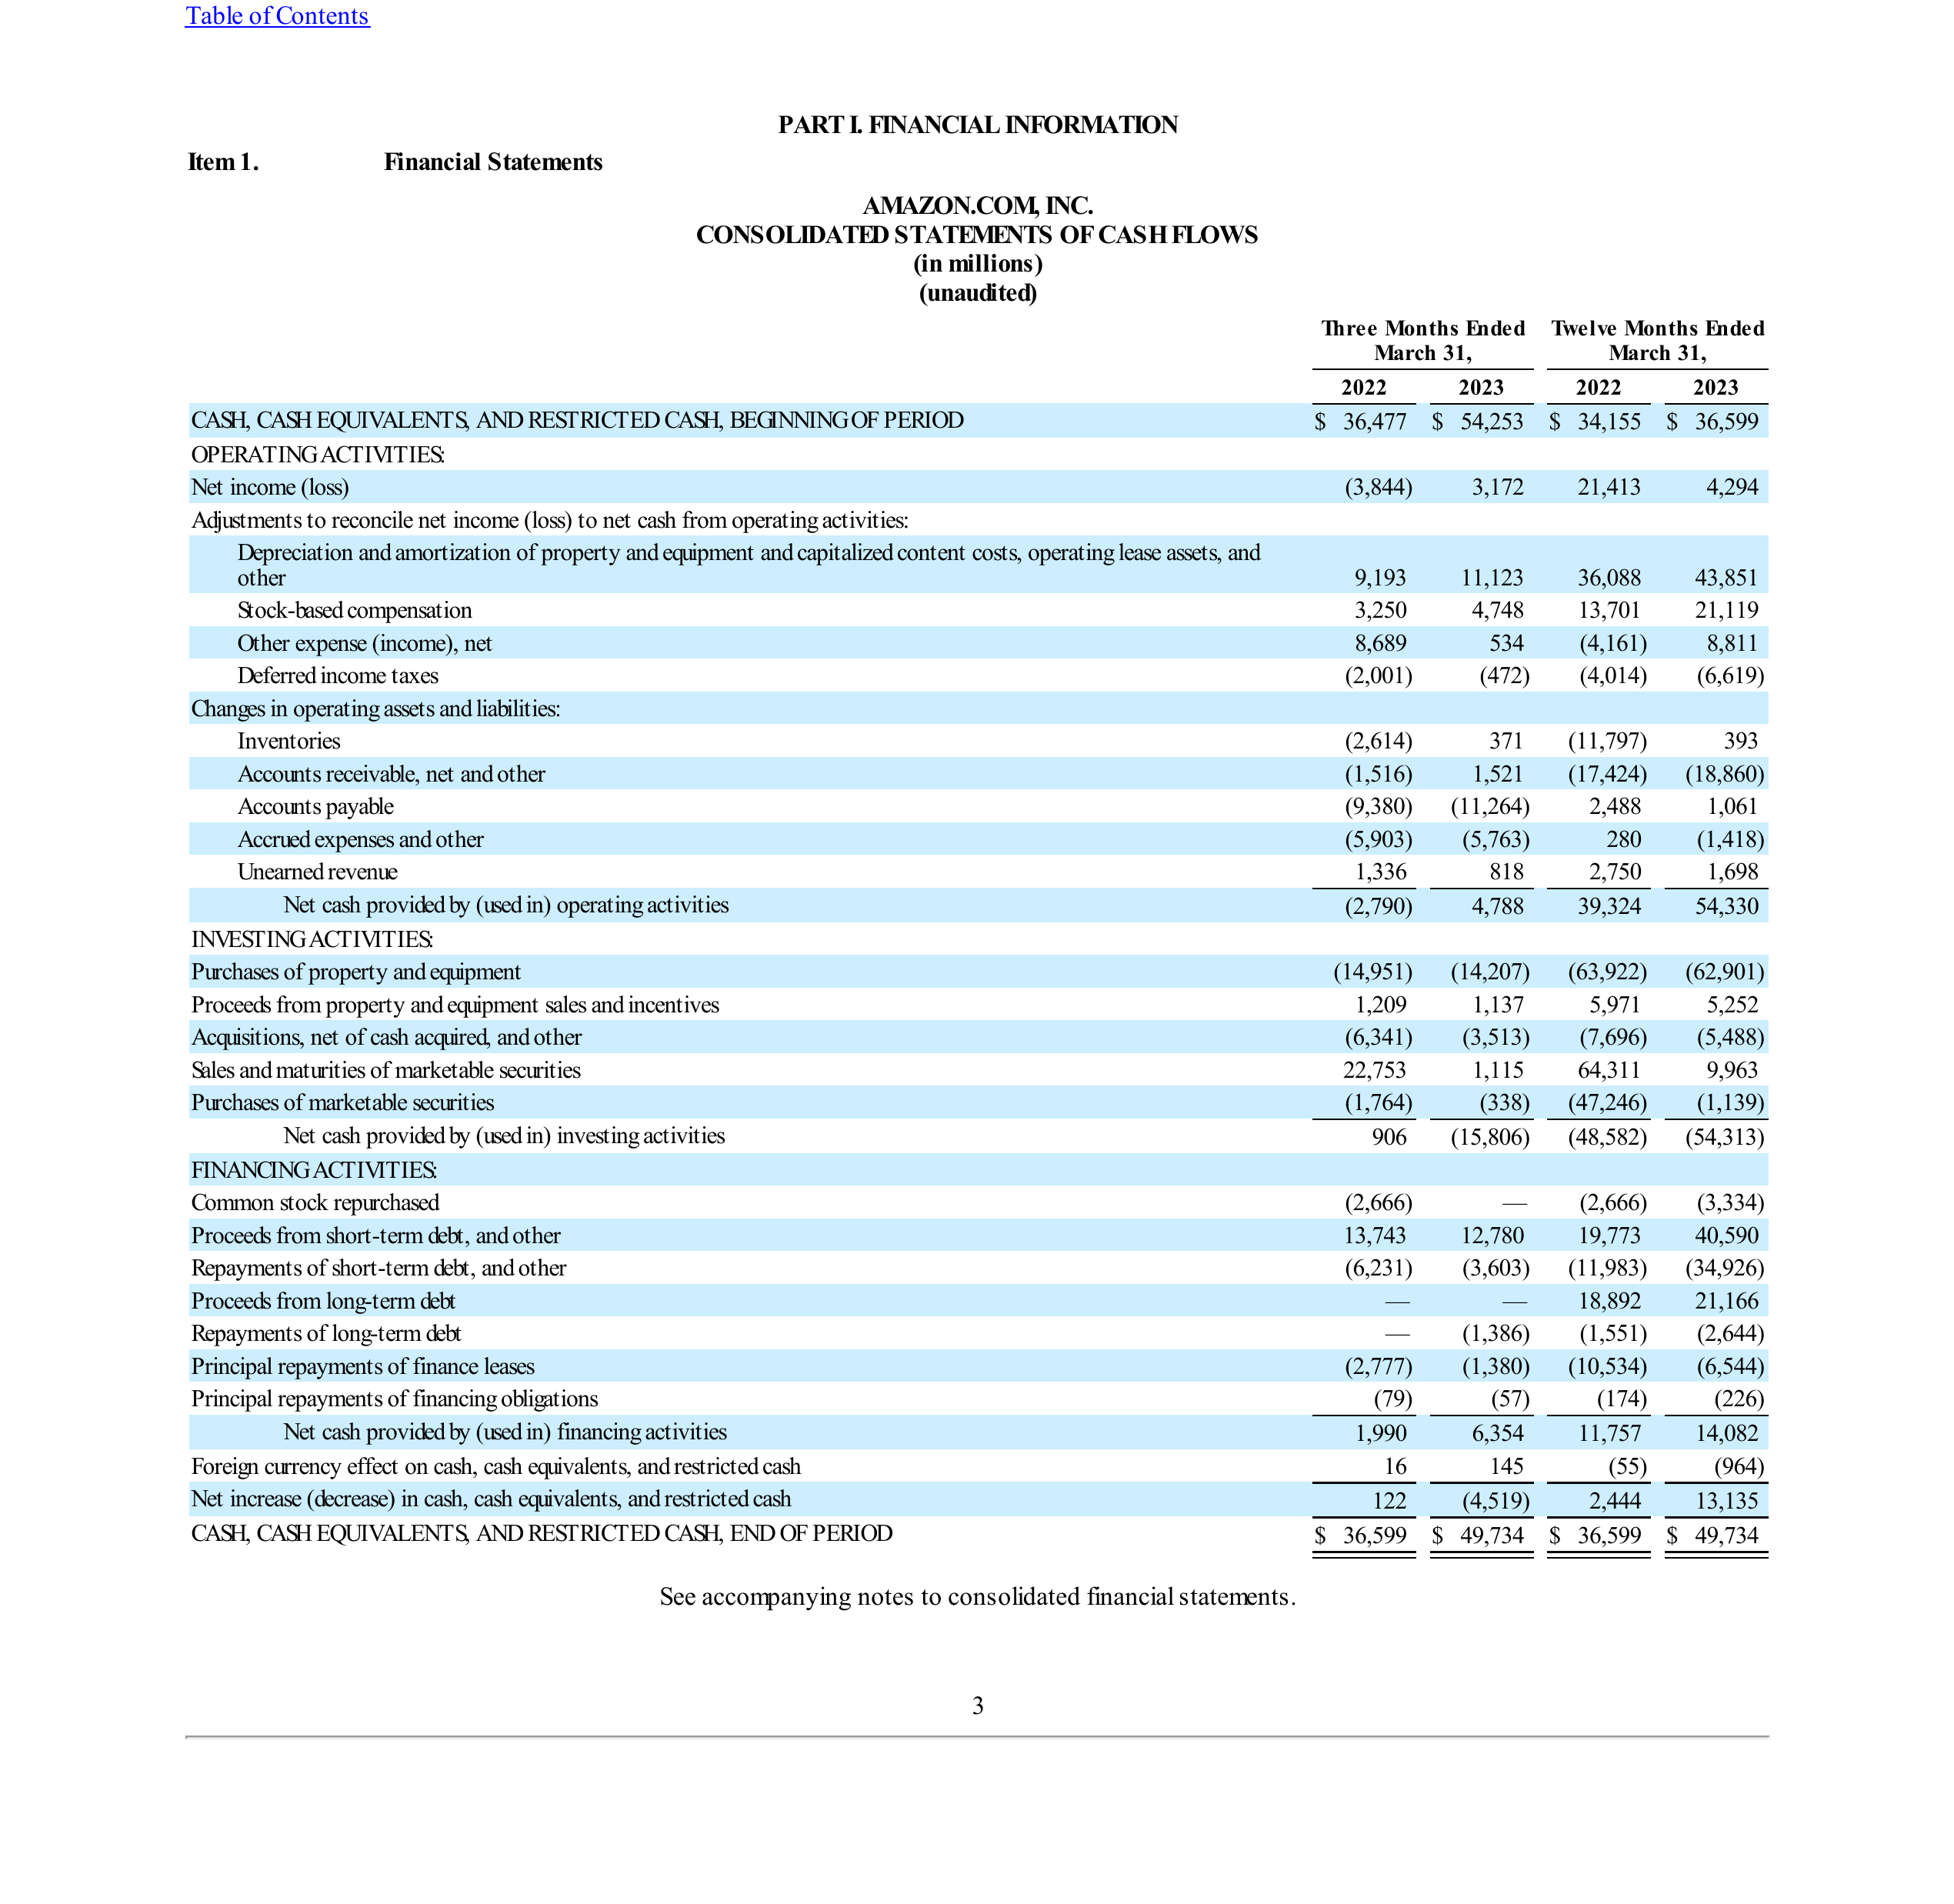 Table of Contents
PART I. FINANCIAL INFORMATION
Item 1. Financial Statements
AMAZON.COM, INC.
CONSOLIDATED STATEMENTS OF CASH FLOWS
(in millions)
(unaudited)
Three Months Ended Twelve Months Ended
March 31, March 31,
2022 2023 2022 2023
CASH, CASH EQUIVALENTS, AND RESTRICTED CASH, BEGINNING OF PERIOD $ 36,477 $ 54,253 $ 34,155 $ 36,599
OPERATING ACTIVITIES:
Net income (loss) (3,844) 3,172 21,413 4,294
Adjustments to reconcile net income (loss) to net cash from operating activities:
Depreciation and amortization of property and equipment and capitalized content costs, operating lease assets, and
other 9,193 11,123 36,088 43,851
Stock-based compensation 3,250 4,748 13,701 21,119
Other expense (income), net 8,689 534 (4,161) 8,811
Deferred income taxes (2,001) (472) (4,014) (6,619)
Changes in operating assets and liabilities:
Inventories (2,614) 371 (11,797) 393
Accounts receivable, net and other (1,516) 1,521 (17,424) (18,860)
Accounts payable (9,380) (11,264) 2,488 1,061
Accrued expenses and other (5,903) (5,763) 280 (1,418)
Unearned revenue 1,336 818 2,750 1,698
Net cash provided by (used in) operating activities (2,790) 4,788 39,324 54,330
INVESTING ACTIVITIES:
Purchases of property and equipment (14,951) (14,207) (63,922) (62,901)
Proceeds from property and equipment sales and incentives 1,209 1,137 5,971 5,252
Acquisitions, net of cash acquired, and other (6,341) (3,513) (7,696) (5,488)
Sales and maturities of marketable securities 22,753 1,115 64,311 9,963
Purchases of marketable securities (1,764) (338) (47,246) (1,139)
Net cash provided by (used in) investing activities 906 (15,806) (48,582) (54,313)
FINANCING ACTIVITIES:
Common stock repurchased (2,666) — (2,666) (3,334)
Proceeds from short-term debt, and other 13,743 12,780 19,773 40,590
Repayments of short-term debt, and other (6,231) (3,603) (11,983) (34,926)
Proceeds from long-term debt — — 18,892 21,166
Repayments of long-term debt — (1,386) (1,551) (2,644)
Principal repayments of finance leases (2,777) (1,380) (10,534) (6,544)
Principal repayments of financing obligations (79) (57) (174) (226)
Net cash provided by (used in) financing activities 1,990 6,354 11,757 14,082
Foreign currency effect on cash, cash equivalents, and restricted cash 16 145 (55) (964)
Net increase (decrease) in cash, cash equivalents, and restricted cash 122 (4,519) 2,444 13,135
CASH, CASH EQUIVALENTS, AND RESTRICTED CASH, END OF PERIOD $ 36,599 $ 49,734 $ 36,599 $ 49,734
See accompanying notes to consolidated financial statements.
3